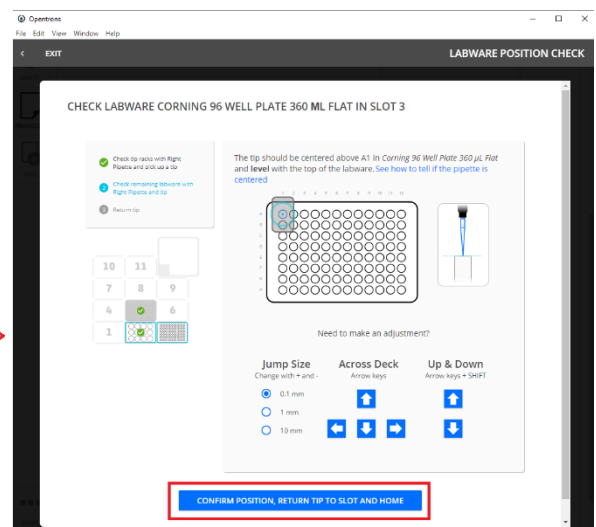 Opentrons
File Edit View Window Help
EXIT
LABWARE POSITION CHECK
CHECK LABWARE CORNING 96 WELL PLATE 360 ML FLAT IN SLOT 3
Check tip racks with Right
Pipette and pick up a tip
2 Check remaining labware with
Right Pipette and tip
3 Return tip
10 11
7 8 9
4 6
1
The tip should be centered above A1 in Corning 96 Well Plate 360 µL Flat
and level with the top of the labware. See how to tell if the pipette is
centered
Need to make an adjustment?
Jump Size
Change with + and -
0.1 mm
1 mm
10 mm
Across Deck
Arrow keys
Up & Down
Arrow keys + SHIFT
CONFIRM POSITION, RETURN TIP TO SLOT AND HOME